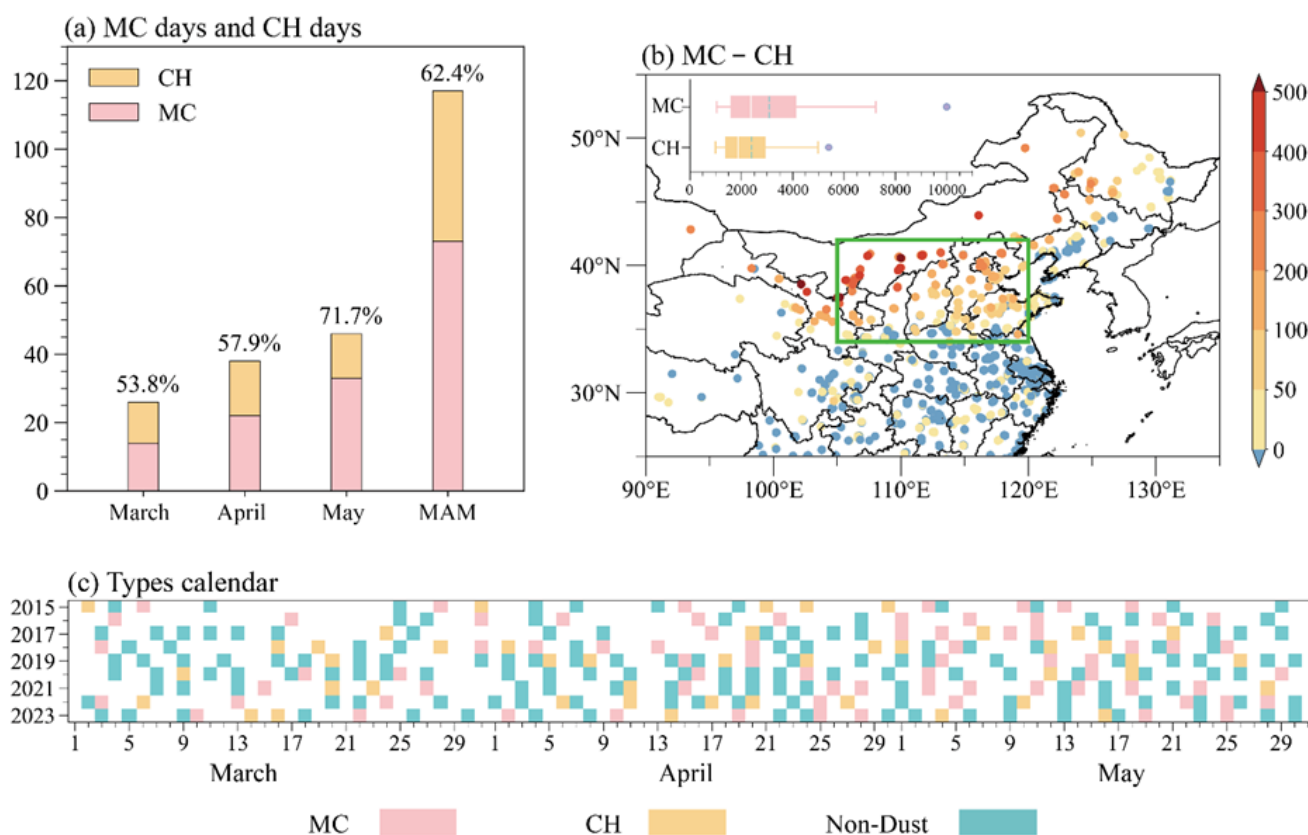 (a) MC days and CH days
120
100
80
60
40
20
0
CH
MC
53.8%
57.9%
71.7%
62.4%
March April May MAM
(b) MC – CH
MC
CH
0 2000 4000 6000 8000 10000
50°N
40°N
30°N
90°E 100°E 110°E 120°E 130°E
500
400
300
200
100
50
0
(c) Types calendar
2015
2017
2019
2021
2023
1 5 9 13 17 21 25 29 1 5 9 13 17 21 25 29 1 5 9 13 17 21 25 29
March April May
MC CH Non-Dust